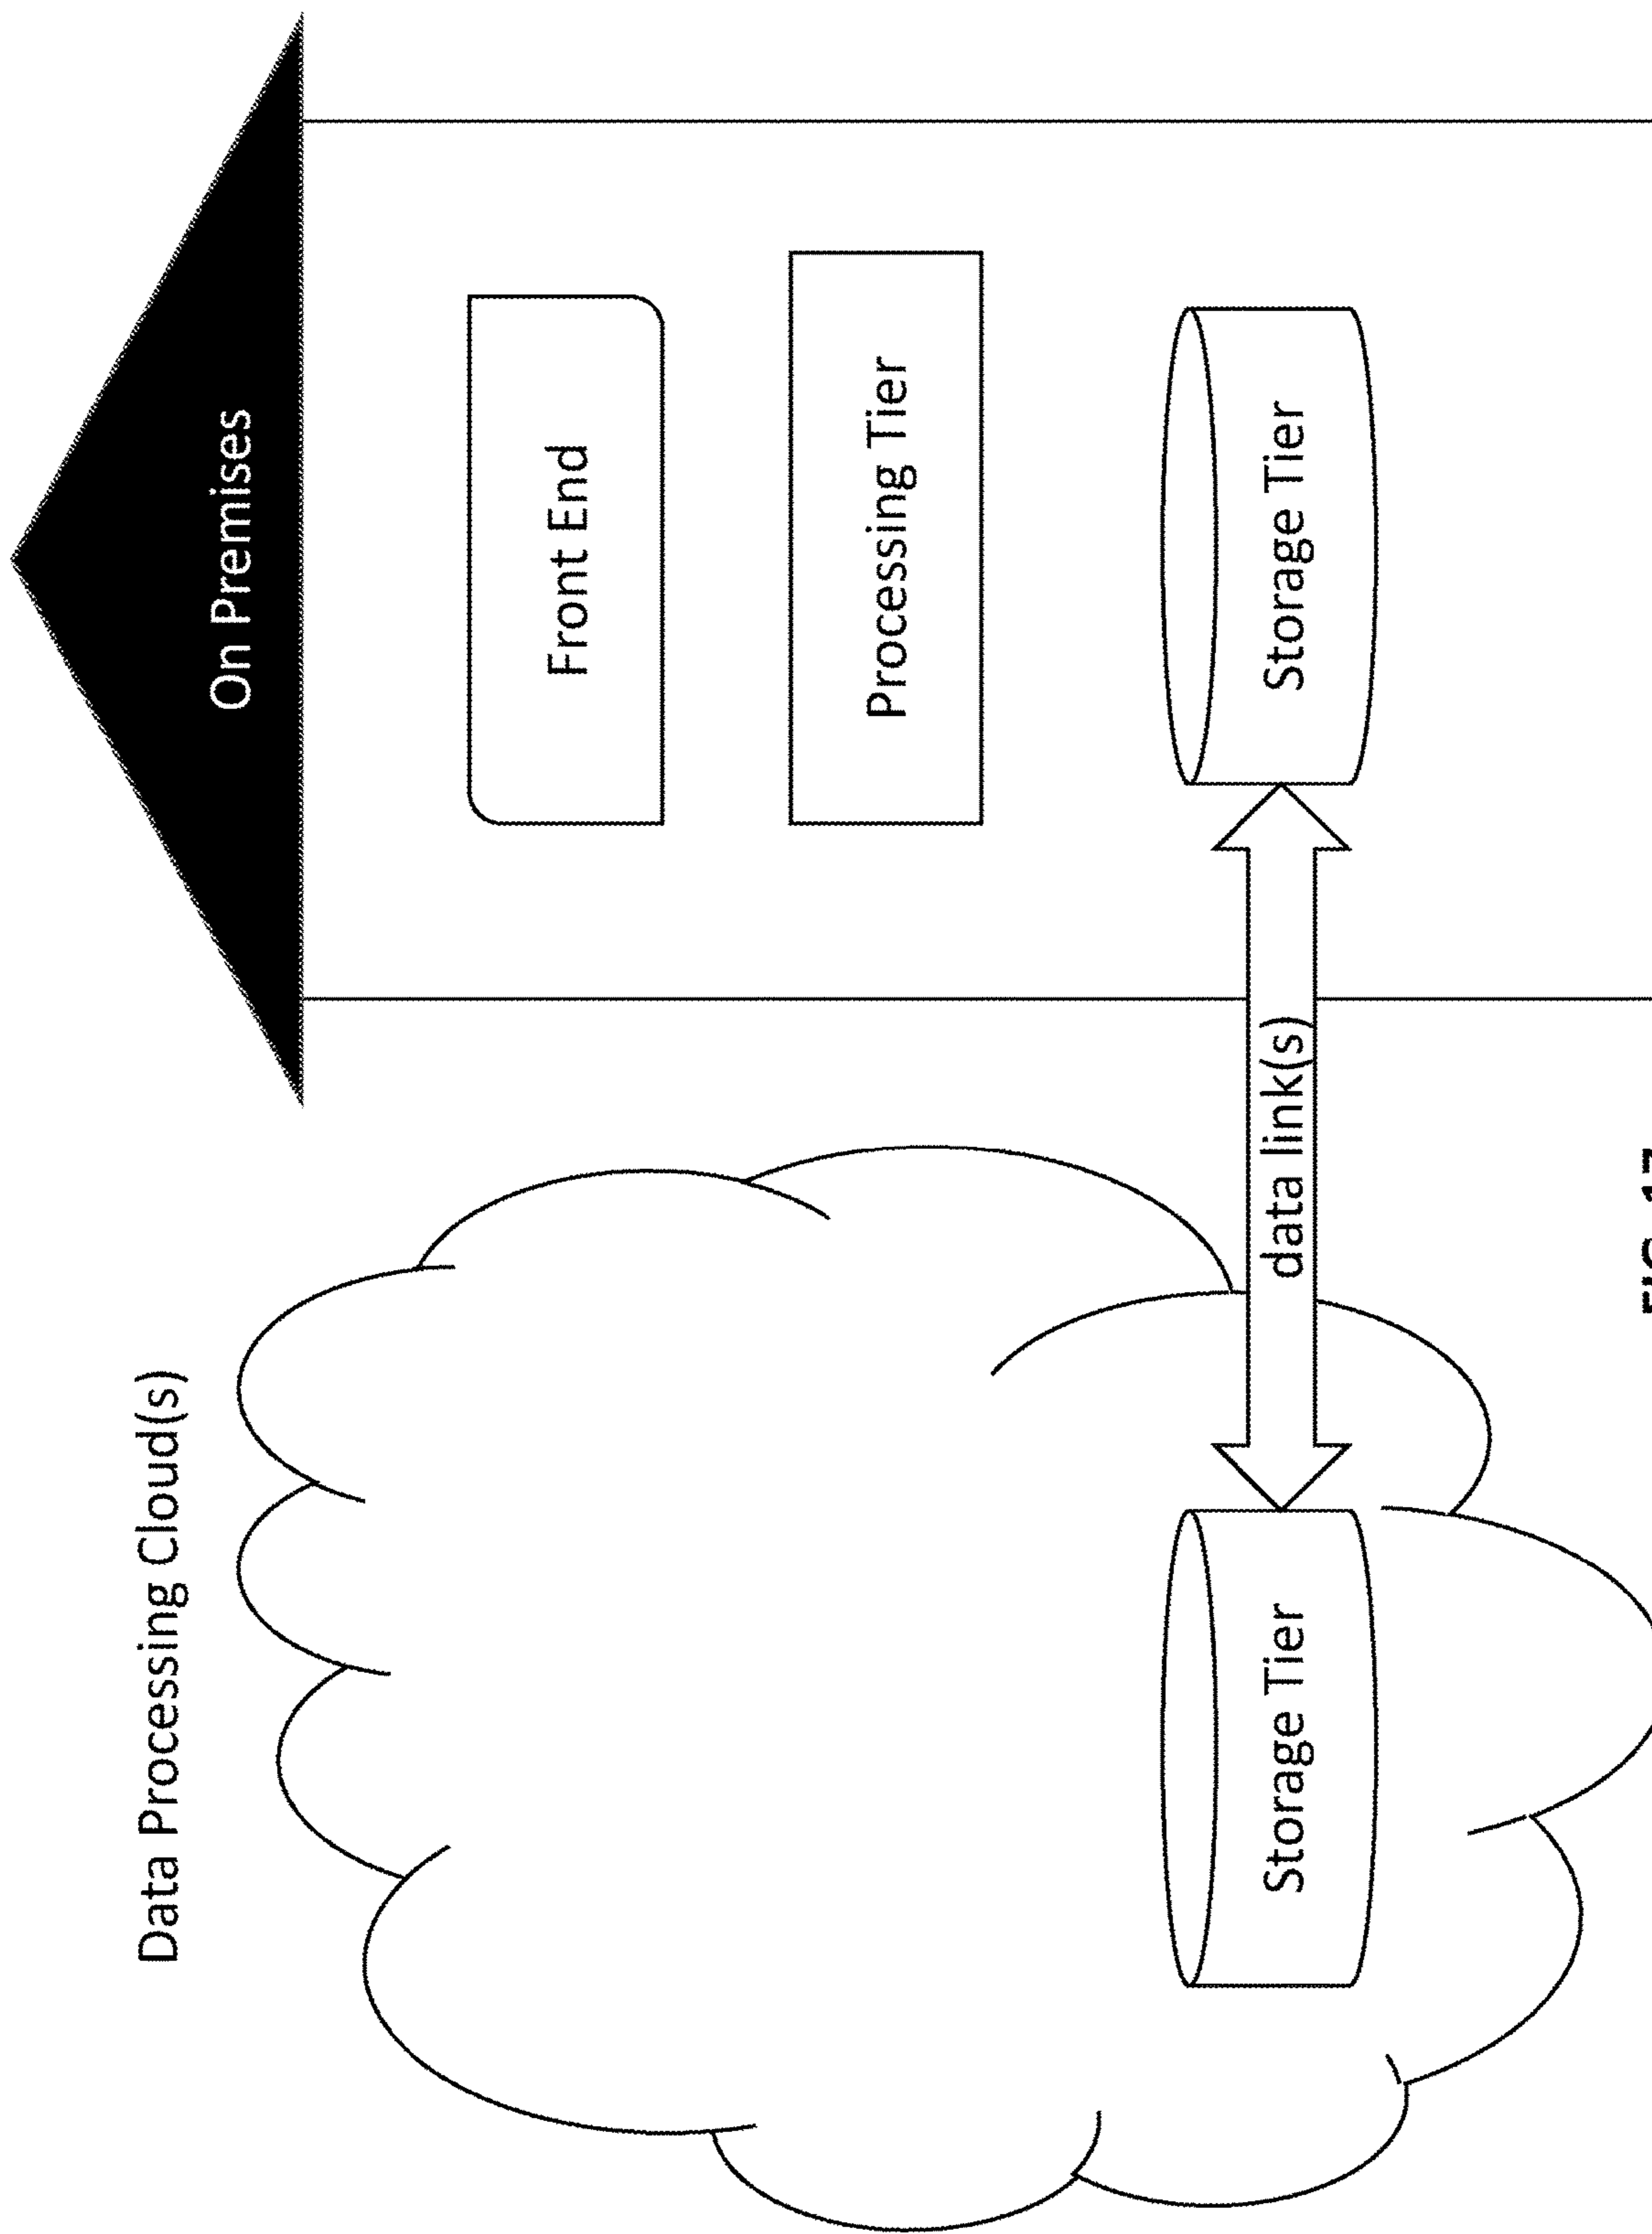 Data Processing Cloud(s)
On Premises
Front End
Processing Tier
Storage Tier
data link(s)
Storage Tier